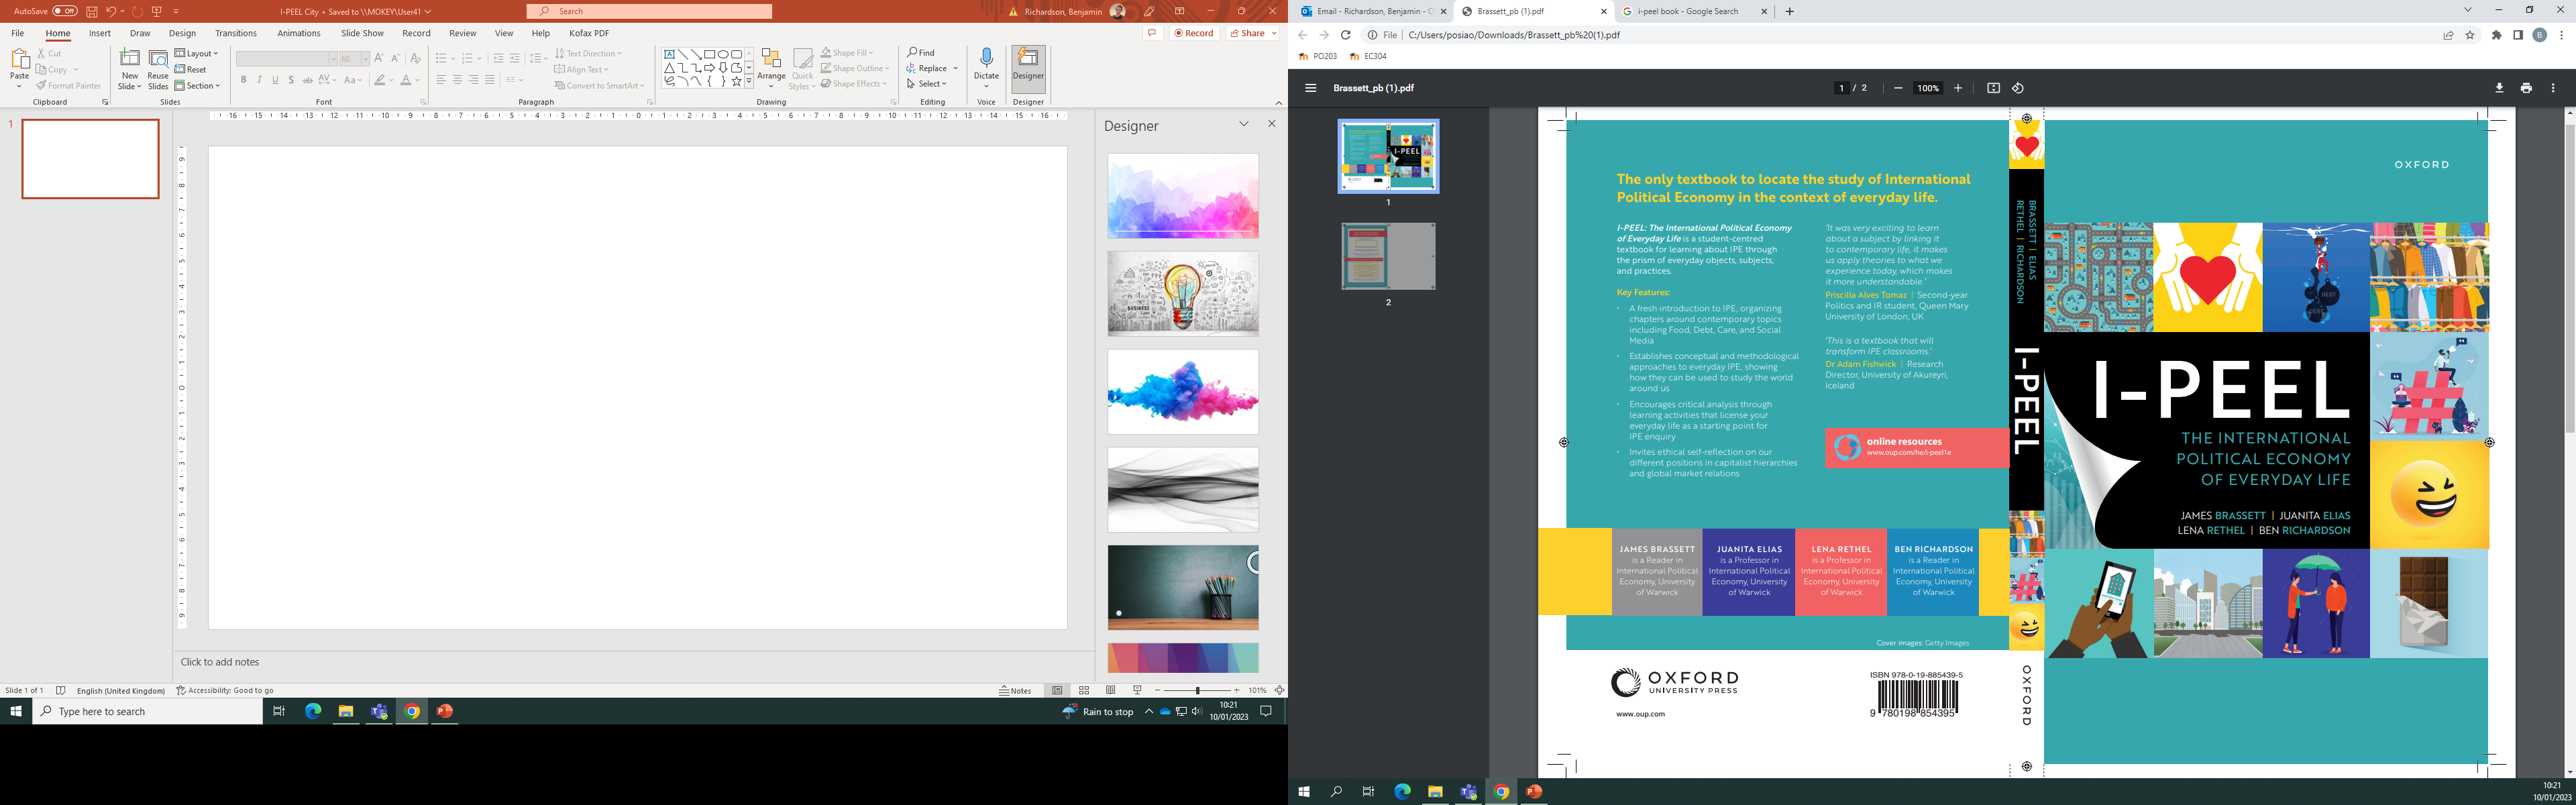 AutoSave Off
I-PEEL City • Saved to \\MOKEY\User41
Search
Richardson, Benjamin
File Home Insert Draw Design Transitions Animations Slide Show Record Review View Help Kofax PDF
Record Share
Paste
Cut
Copy
Format Painter
Clipboard
New Slides
Reuse Slides
Layout
Reset
Section
Slides
60
Font
Text Direction
Align Text
Convert to SmartArt
Paragraph
Arrange
Quick Styles
Shape Fill
Shape Outline
Shape Effects
Drawing
Find
Replace
Select
Editing
Dictate
Voice
Designer
Designer
1
Designer
Click to add notes
Slide 1 of 1 English (United Kingdom) Accessibility: Good to go
Notes 101%
Type here to search
Rain to stop
10:21
10/01/2023
Email - Richardson, Benjamin - O
Brassett_pb (1).pdf
i-peel book - Google Search
File C:/Users/posiao/Downloads/Brassett_pb%20(1).pdf
B
PO203 EC304
Brassett_pb (1).pdf
1 / 2
100%
1
2
The only textbook to locate the study of International
Political Economy in the context of everyday life.
I-PEEL: The International Political Economy
of Everyday Life is a student-centred
textbook for learning about IPE through
the prism of everyday objects, subjects,
and practices.
Key Features:
• A fresh introduction to IPE, organizing
chapters around contemporary topics
including Food, Debt, Care, and Social
Media
• Establishes conceptual and methodological
approaches to everyday IPE, showing
how they can be used to study the world
around us
• Encourages critical analysis through
learning activities that license your
everyday life as a starting point for
IPE enquiry
• Invites ethical self-reflection on our
different positions in capitalist hierarchies
and global market relations
'It was very exciting to learn
about a subject by linking it
to contemporary life, it makes
us apply theories to what we
experience today, which makes
it more understandable.'
Priscilla Alves Tomaz | Second-year
Politics and IR student, Queen Mary
University of London, UK
'This is a textbook that will
transform IPE classrooms.'
Dr Adam Fishwick | Research
Director, University of Akureyri,
Iceland
online resources
www.oup.com/he/i-peel1e
JAMES BRASSETT
is a Reader in
International Political
Economy, University
of Warwick
JUANITA ELIAS
is a Professor in
International Political
Economy, University
of Warwick
LENA RETHEL
is a Professor in
International Political
Economy, University
of Warwick
BEN RICHARDSON
is a Reader in
International Political
Economy, University
of Warwick
Cover images: Getty Images
OXFORD
UNIVERSITY PRESS
www.oup.com
ISBN 978-0-19-885439-5
9 780198 854395
BRASSETT | ELIAS
RETHEL | RICHARDSON
I-PEEL
OXFORD
OXFORD
DEBT
I-PEEL
THE INTERNATIONAL
POLITICAL ECONOMY
OF EVERYDAY LIFE
JAMES BRASSETT | JUANITA ELIAS
LENA RETHEL | BEN RICHARDSON
10:21
10/01/2023